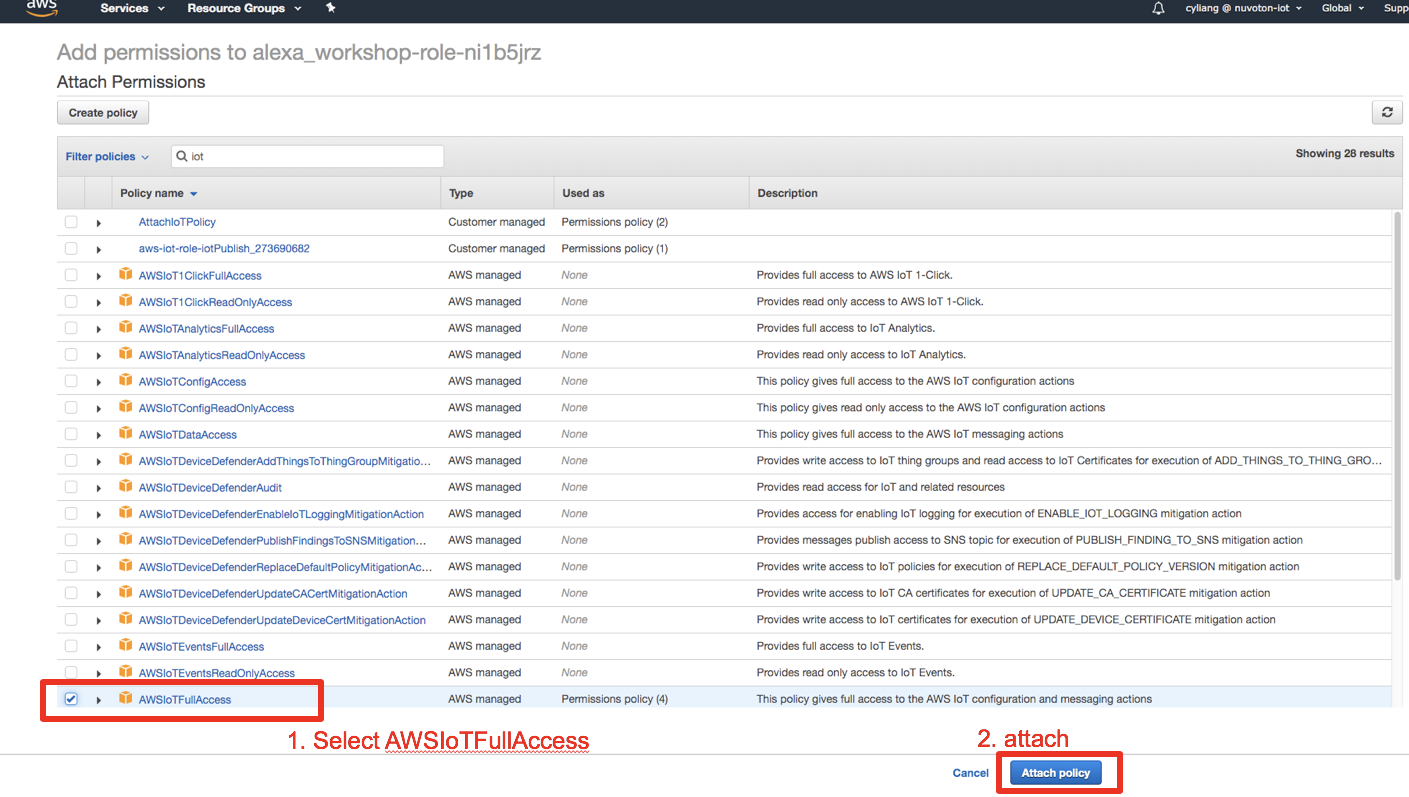 aws Services Resource Groups cyliang @ nuvoton-iot Global Supp
Add permissions to alexa_workshop-role-ni1b5jrz
Attach Permissions
Create policy
Filter policies iot Showing 28 results
Policy name Type Used as Description
AttachIoTPolicy Customer managed Permissions policy (2)
aws-iot-role-iotPublish_273690682 Customer managed Permissions policy (1)
AWSIoT1ClickFullAccess AWS managed None Provides full access to AWS IoT 1-Click.
AWSIoT1ClickReadOnlyAccess AWS managed None Provides read only access to AWS IoT 1-Click.
AWSIoTAnalyticsFullAccess AWS managed None Provides full access to IoT Analytics.
AWSIoTAnalyticsReadOnlyAccess AWS managed None Provides read only access to IoT Analytics.
AWSIoTConfigAccess AWS managed None This policy gives full access to the AWS IoT configuration actions
AWSIoTConfigReadOnlyAccess AWS managed None This policy gives read only access to the AWS IoT configuration actions
AWSIoTDataAccess AWS managed None This policy gives full access to the AWS IoT messaging actions
AWSIoTDeviceDefenderAddThingsToThingGroupMitigatio... AWS managed None Provides write access to IoT thing groups and read access to IoT Certificates for execution of ADD_THINGS_TO_THING_GRO...
AWSIoTDeviceDefenderAudit AWS managed None Provides read access for IoT and related resources
AWSIoTDeviceDefenderEnableIoTLoggingMitigationAction AWS managed None Provides access for enabling IoT logging for execution of ENABLE_IOT_LOGGING mitigation action
AWSIoTDeviceDefenderPublishFindingsToSNSMitigation... AWS managed None Provides messages publish access to SNS topic for execution of PUBLISH_FINDING_TO_SNS mitigation action
AWSIoTDeviceDefenderReplaceDefaultPolicyMitigationAc... AWS managed None Provides write access to IoT policies for execution of REPLACE_DEFAULT_POLICY_VERSION mitigation action
AWSIoTDeviceDefenderUpdateCACertMitigationAction AWS managed None Provides write access to IoT CA certificates for execution of UPDATE_CA_CERTIFICATE mitigation action
AWSIoTDeviceDefenderUpdateDeviceCertMitigationAction AWS managed None Provides write access to IoT certificates for execution of UPDATE_DEVICE_CERTIFICATE mitigation action
AWSIoTEventsFullAccess AWS managed None Provides full access to IoT Events.
AWSIoTEventsReadOnlyAccess AWS managed None Provides read only access to IoT Events.
AWSIoTFullAccess AWS managed Permissions policy (4) This policy gives full access to the AWS IoT configuration and messaging actions
1. Select AWSIoTFullAccess 2. attach
Cancel Attach policy